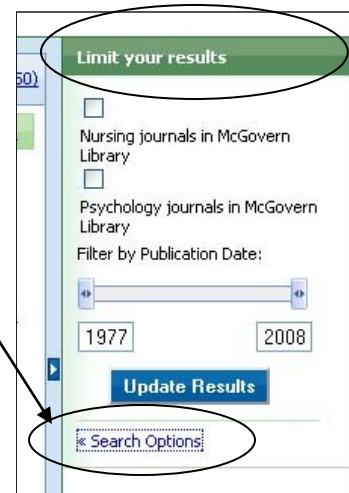 Limit your results
50)
Nursing journals in McGovern
Library
Psychology journals in McGovern
Library
Filter by Publication Date:
1977 2008
Update Results
« Search Options